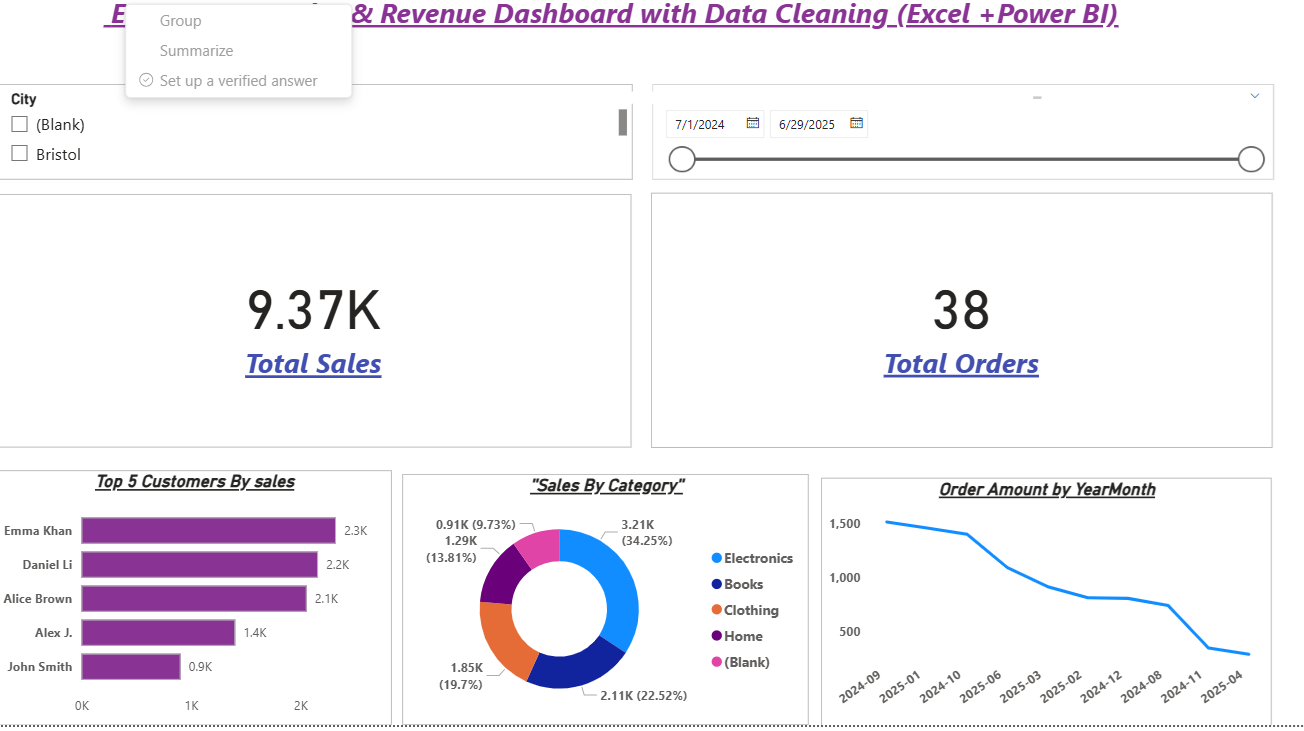 & Revenue Dashboard with Data Cleaning (Excel +Power BI)
Group
Summarize
Set up a verified answer
City
(Blank)
Bristol
7/1/2024
6/29/2025
9.37K
Total Sales
38
Total Orders
Top 5 Customers By sales
Emma Khan
2.3K
Daniel Li
2.2K
Alice Brown
2.1K
Alex J.
1.4K
John Smith
0.9K
0K
1K
2K
"Sales By Category"
0.91K (9.73%)
1.29K
(13.81%)
1.85K
(19.7%)
3.21K
(34.25%)
2.11K (22.52%)
Electronics
Books
Clothing
Home
(Blank)
Order Amount by YearMonth
1,500
1,000
500
2024-09
2025-01
2024-10
2025-06
2025-03
2025-02
2024-12
2024-08
2024-11
2025-04